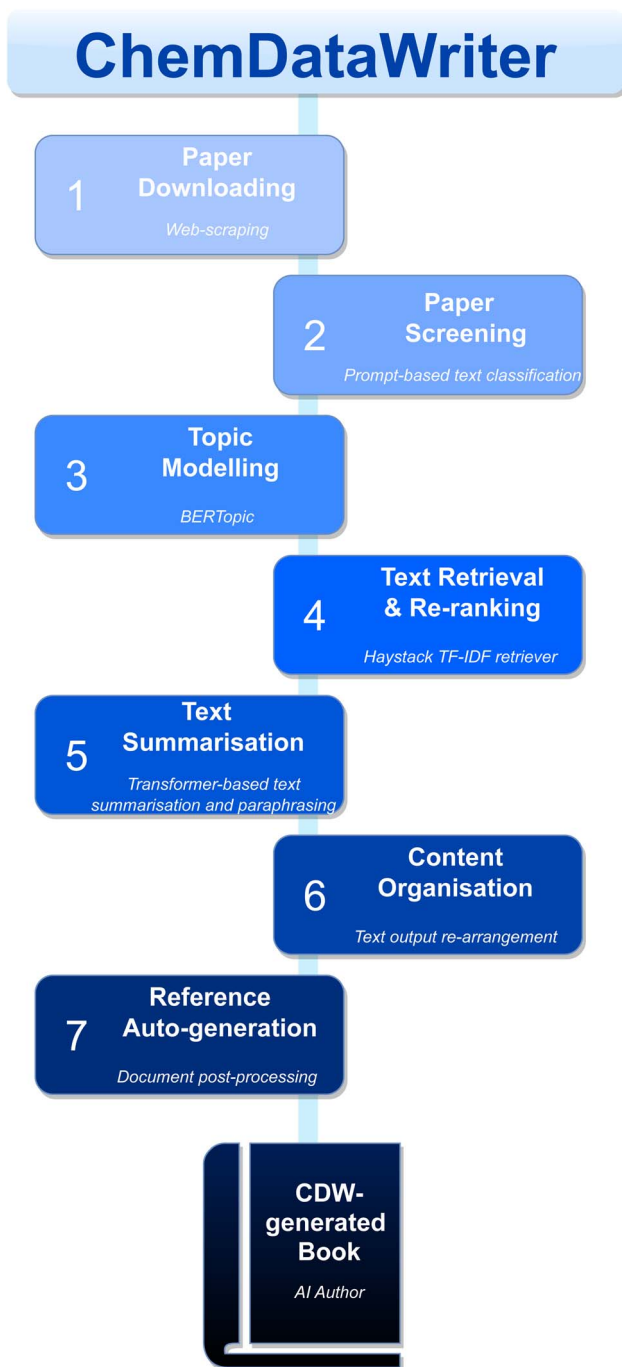 ChemDataWriter
1
Paper
Downloading
Web-scraping
2
Paper
Screening
Prompt-based text classification
3
Topic
Modelling
BERTopic
4
Text Retrieval
& Re-ranking
Haystack TF-IDF retriever
5
Text
Summarisation
Transformer-based text
summarisation and paraphrasing
6
Content
Organisation
Text output re-arrangement
7
Reference
Auto-generation
Document post-processing
CDW-
generated
Book
AI Author